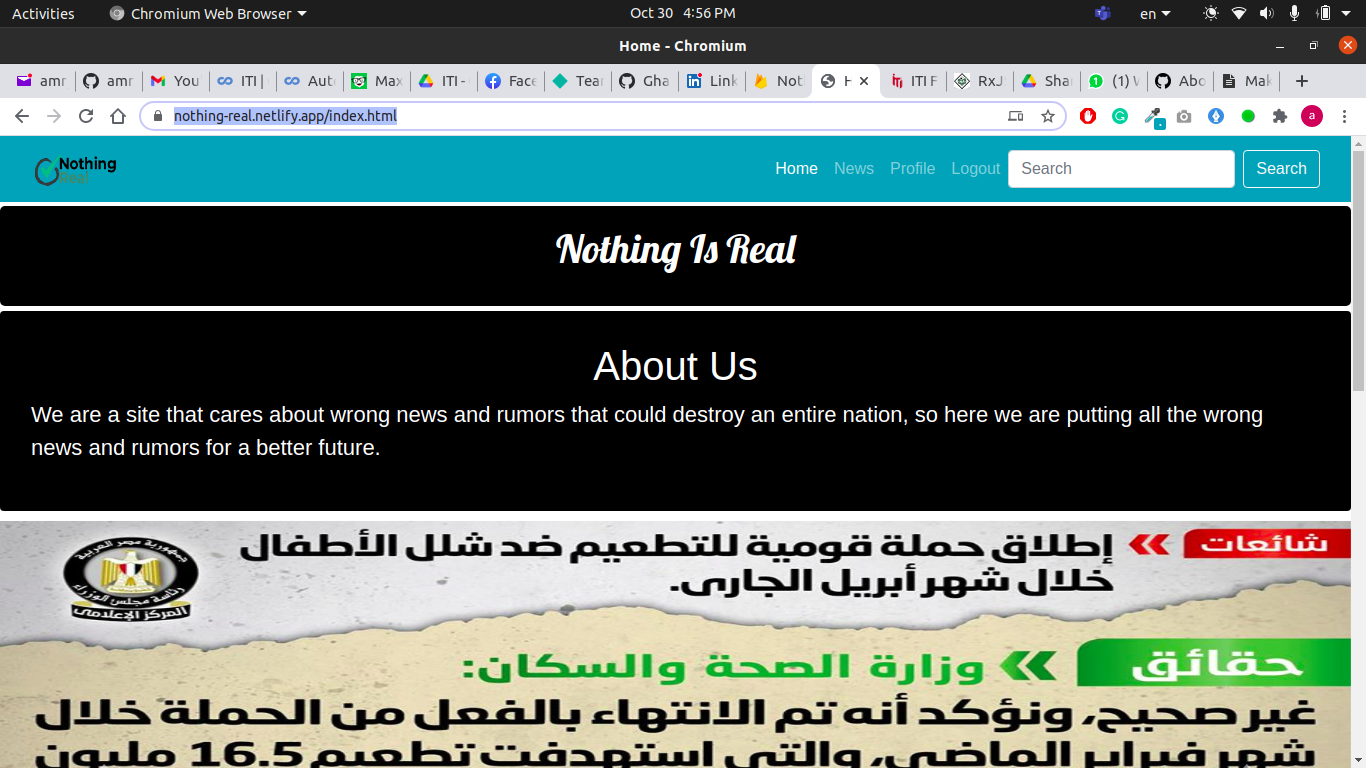 Activities Chromium Web Browser Oct 30 4:56 PM en
Home - Chromium
amr amr You ITI | Auto Max ITI - Face Tear Gha Link Not H ITI F RxJ Shar (1) W Abo Mak
nothing-real.netlify.app/index.html a
Nothing
Real
Home News Profile Logout Search Search
Nothing Is Real
About Us
We are a site that cares about wrong news and rumors that could destroy an entire nation, so here we are putting all the wrong
news and rumors for a better future.
جمهورية مصر العربية
رئاسة مجلس الوزراء
المركز الإعلامى
شائعات
إطلاق حملة قومية للتطعيم ضد شلل الأطفال
خلال شهر أبريل الجارى.
حقائق
وزارة الصحة والسكان:
غير صحيح، ونؤكد أنه تم الانتهاء بالفعل من الحملة خلال
شهر فبراير الماضى، والتى استهدفت تطعيم 16.5 مليون